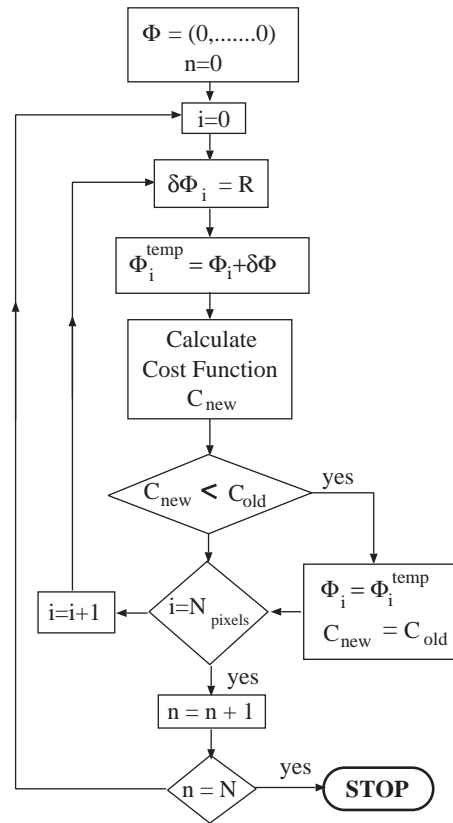 Φ = (0,.......0)
n=0
i=0
δΦ_i = R
Φ_i^temp = Φ_i+δΦ
Calculate
Cost Function
C_new
C_new < C_old
yes
Φ_i = Φ_i^temp
C_new = C_old
i=N_pixels
i=i+1
yes
n = n + 1
n = N
yes
STOP